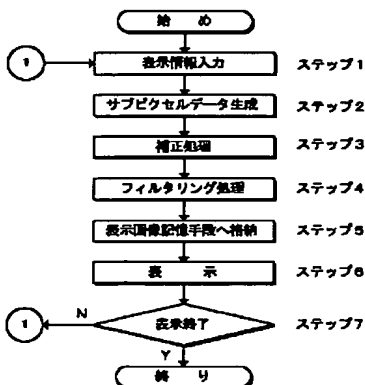 始 め
1
表示情報入力 ステップ1
サブピクセルデータ生成 ステップ2
補正処理 ステップ3
フィルタリング処理 ステップ4
表示画像記憶手段へ格納 ステップ5
表 示 ステップ6
1 N 表示終了 ステップ7
Y
終 り